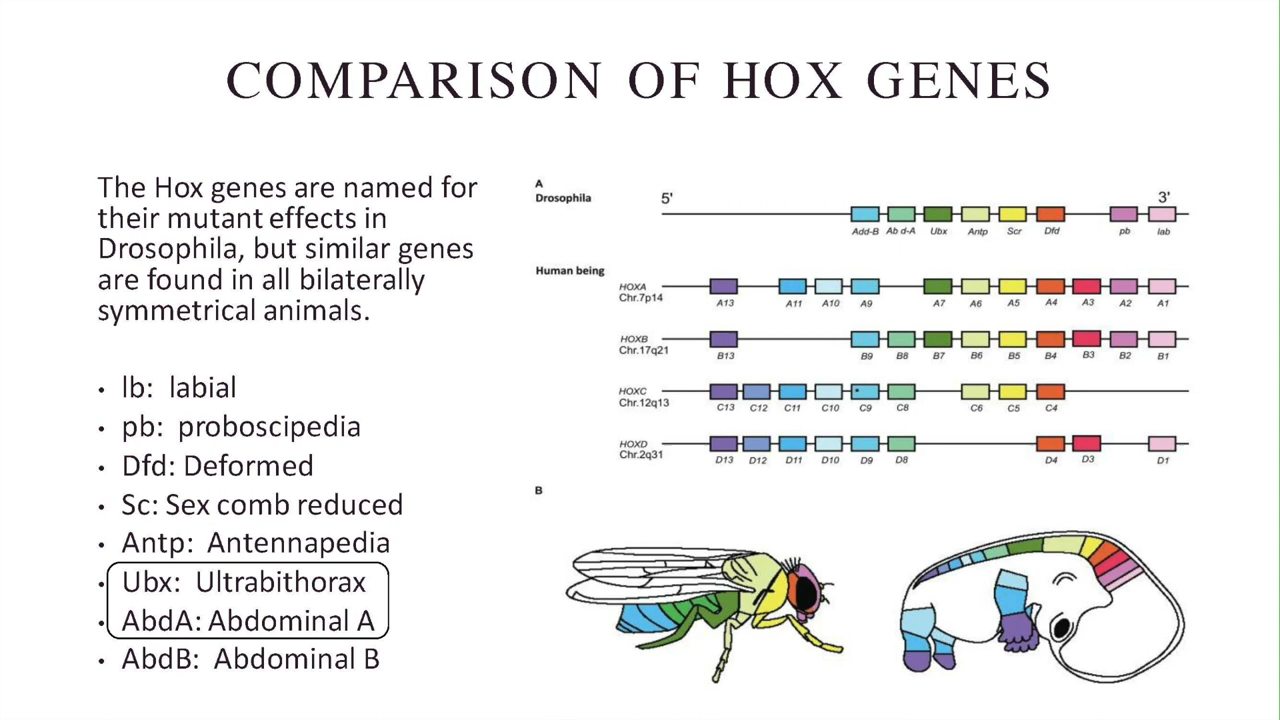 COMPARISON OF HOX GENES
The Hox genes are named for
their mutant effects in
Drosophila, but similar genes
are found in all bilaterally
symmetrical animals.
• lb: labial
• pb: proboscipedia
• Dfd: Deformed
• Sc: Sex comb reduced
• Antp: Antennapedia
• Ubx: Ultrabithorax
• AbdA: Abdominal A
• AbdB: Abdominal B
A
Drosophila
5' 3'
Add-B Ab d-A Ubx Antp Scr Dfd pb lab
Human being
HOXA
Chr.7p14
A13 A11 A10 A9 A7 A6 A5 A4 A3 A2 A1
HOXB
Chr.17q21
B13 B9 B8 B7 B6 B5 B4 B3 B2 B1
HOXC
Chr.12q13
*
C13 C12 C11 C10 C9 C8 C6 C5 C4
HOXD
Chr.2q31
D13 D12 D11 D10 D9 D8 D4 D3 D1
B